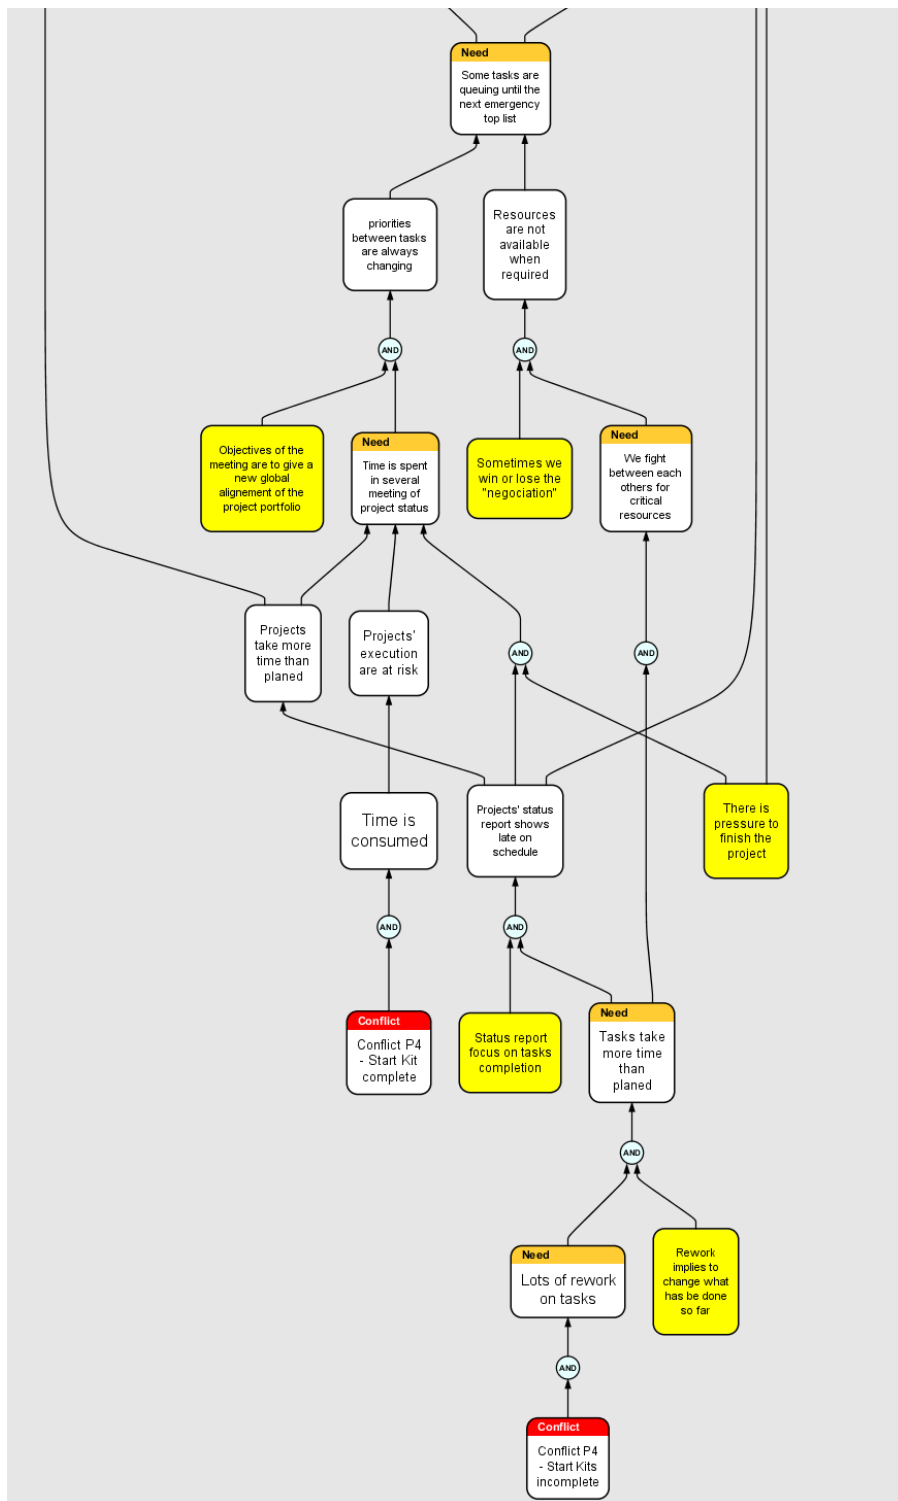 Need
Some tasks are
queuing until the
next emergency
top list
priorities
between tasks
are always
changing
Resources
are not
available
when
required
AND
AND
Objectives of the
meeting are to give a
new global
alignement of the
project portfolio
Need
Time is spent
in several
meeting of
project status
Sometimes we
win or lose the
"negociation"
Need
We fight
between each
others for
critical
resources
Projects
take more
time than
planed
Projects'
execution
are at risk
AND
AND
Time is
consumed
Projects' status
report shows
late on
schedule
There is
pressure to
finish the
project
AND
AND
Conflict
Conflict P4
- Start Kit
complete
Status report
focus on tasks
completion
Need
Tasks take
more time
than
planed
AND
Need
Lots of rework
on tasks
Rework
implies to
change what
has be done
so far
AND
Conflict
Conflict P4
- Start Kits
incomplete